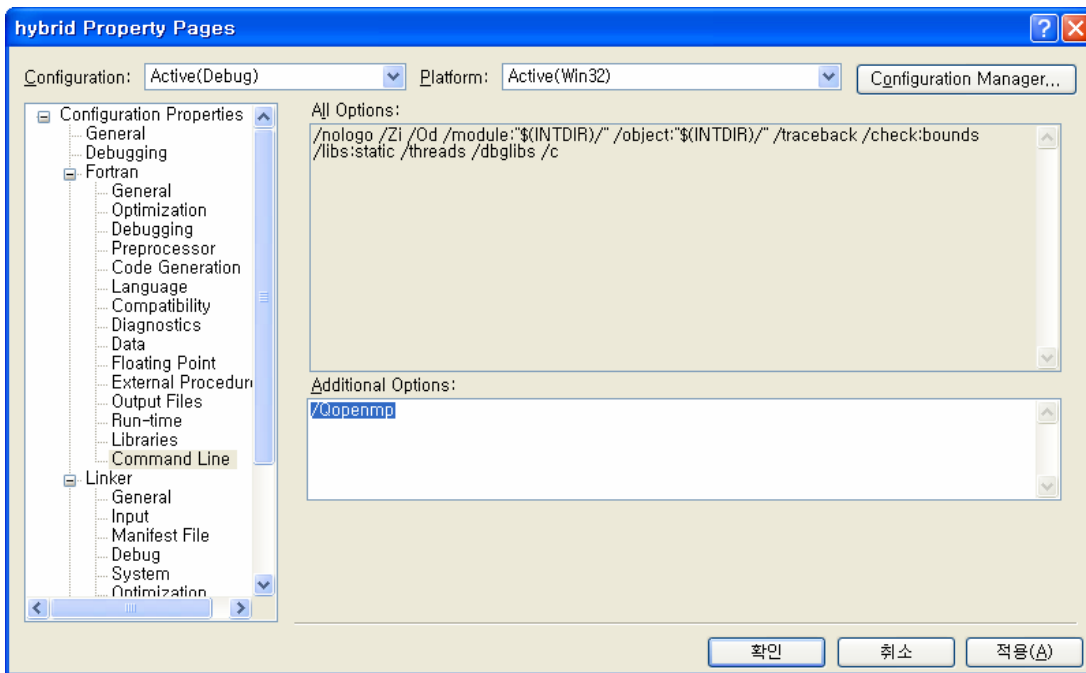 hybrid Property Pages
Configuration: Active(Debug) Platform: Active(Win32) Configuration Manager...
Configuration Properties
General
Debugging
Fortran
General
Optimization
Debugging
Preprocessor
Code Generation
Language
Compatibility
Diagnostics
Data
Floating Point
External Procedur
Output Files
Run-time
Libraries
Command Line
Linker
General
Input
Manifest File
Debug
System
Optimization
All Options:
/nologo /Zi /Od /module:"$(INTDIR)/" /object:"$(INTDIR)/" /traceback /check:bounds
/libs:static /threads /dbglibs /c
Additional Options:
/Qopenmp
확인 취소 적용(A)